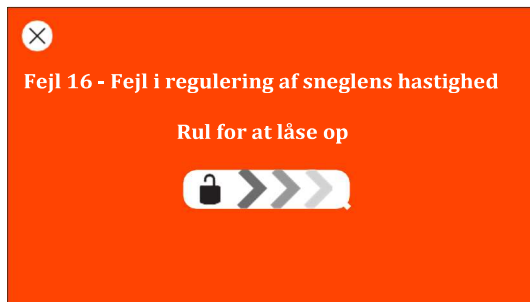 Fejl 16 - Fejl i regulering af sneglens hastighed
Rul for at låse op